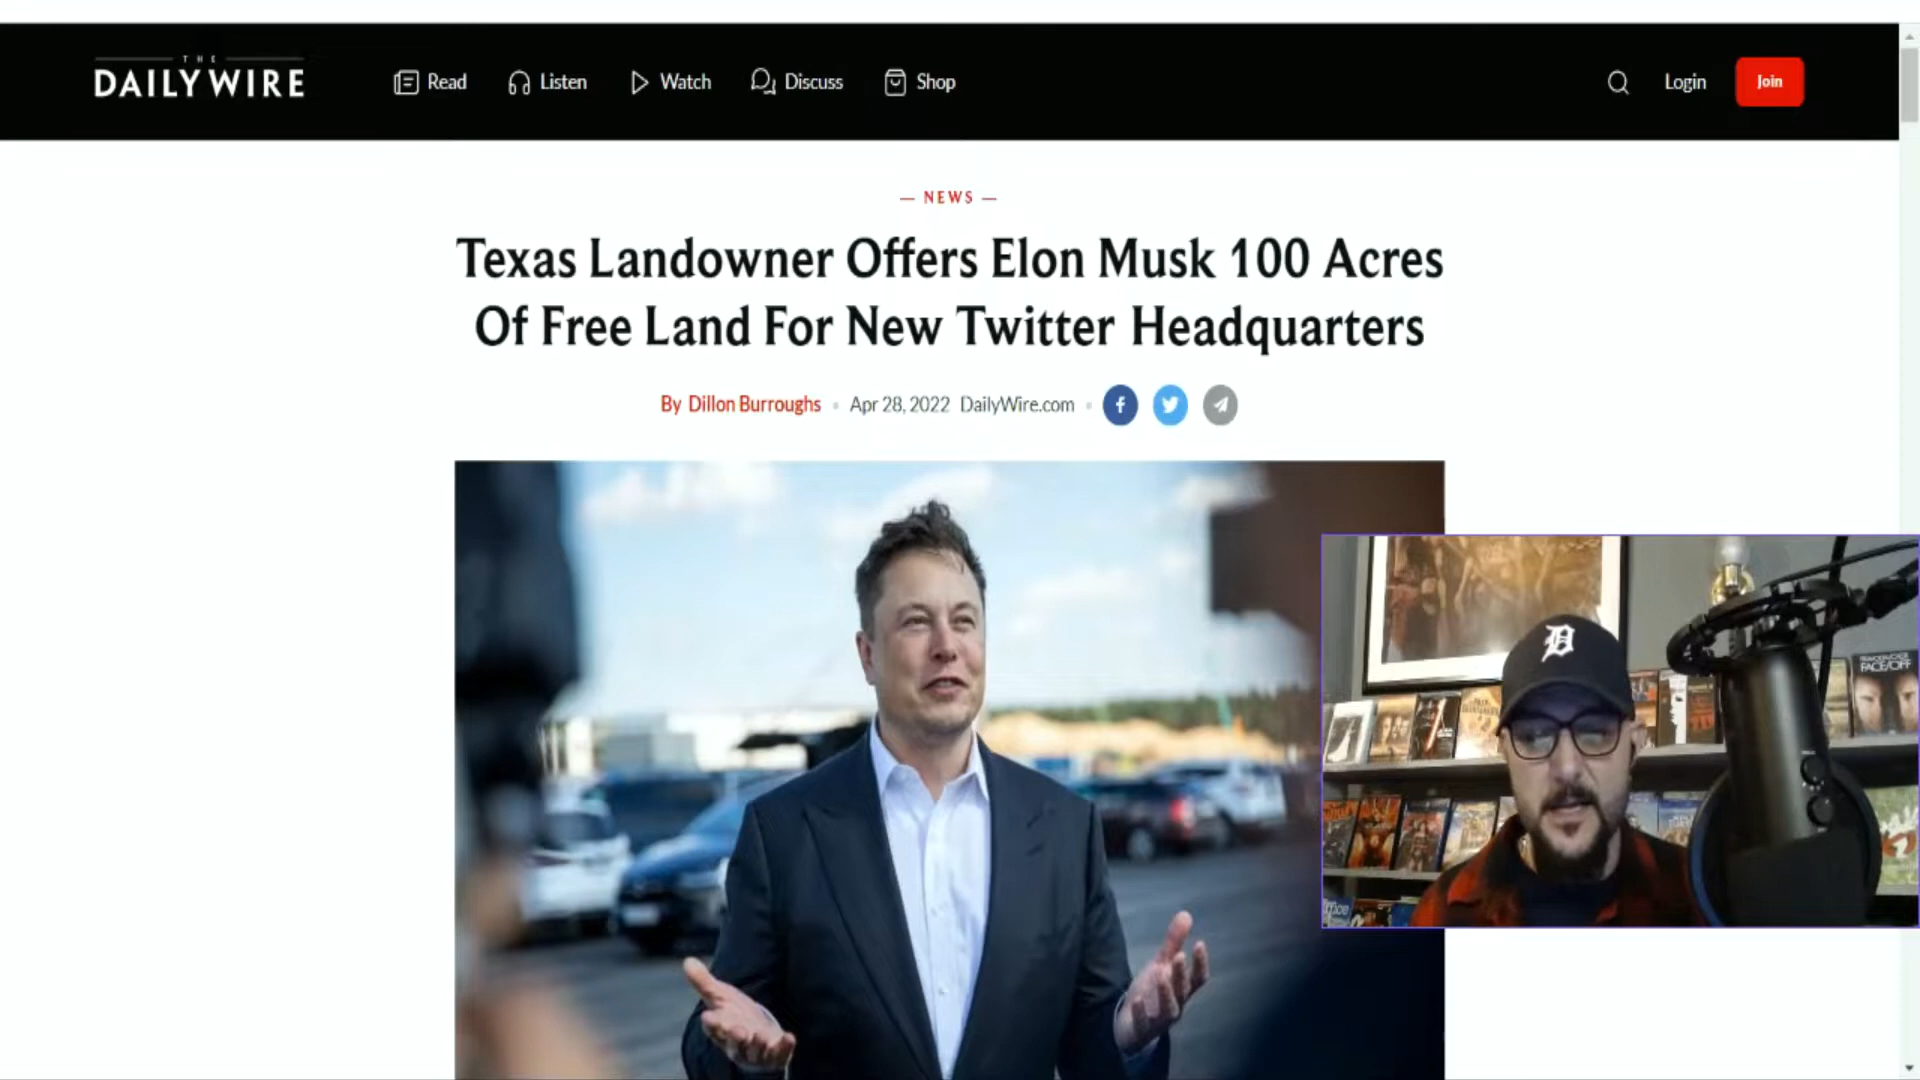 THE
DAILY WIRE
Read
Listen
Watch
Discuss
Shop
Login
Join
— NEWS —
Texas Landowner Offers Elon Musk 100 Acres
Of Free Land For New Twitter Headquarters
By Dillon Burroughs • Apr 28, 2022 DailyWire.com •
D
FACE/OFF